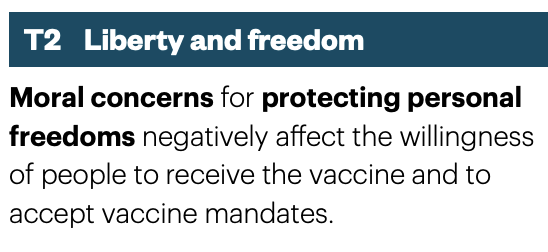 T2 Liberty and freedom
Moral concerns for protecting personal
freedoms negatively affect the willingness
of people to receive the vaccine and to
accept vaccine mandates.